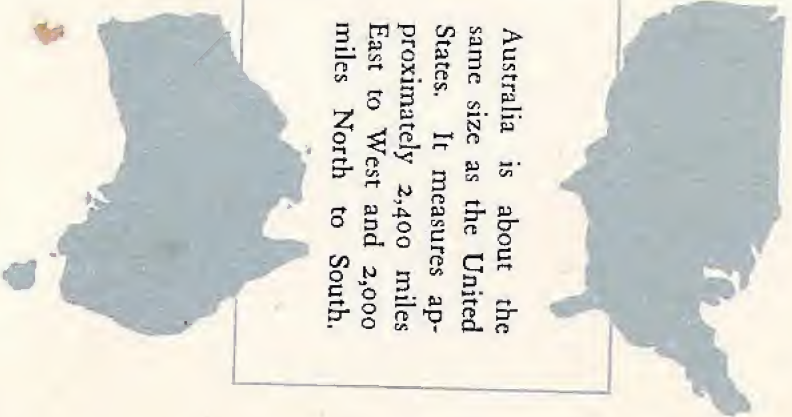 Australia is about the
same size as the United
States. It measures ap-
proximately 2,400 miles
East to West and 2,000
miles North to South.